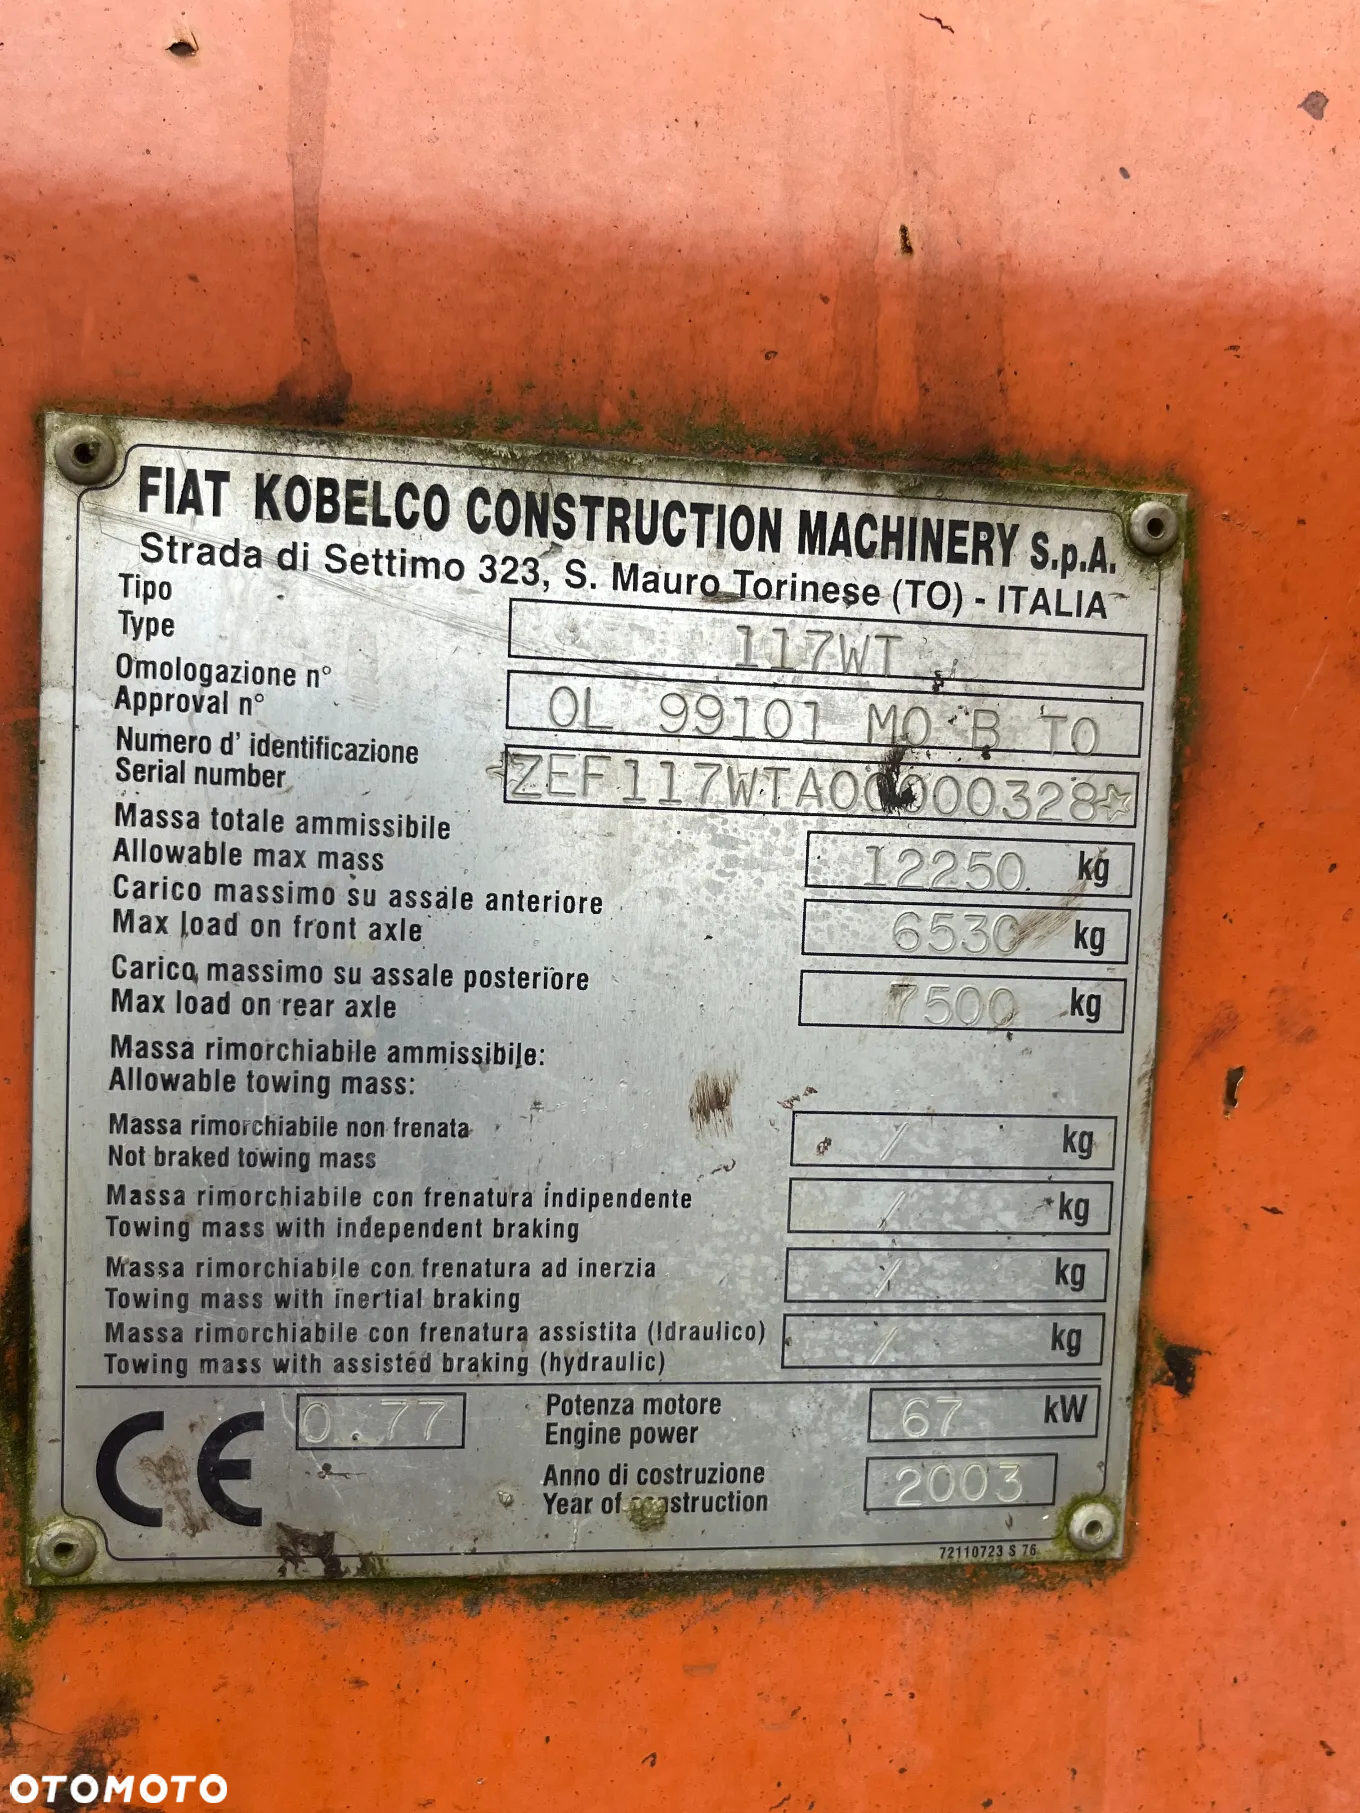 FIAT KOBELCO CONSTRUCTION MACHINERY S.p.A.
Strada di Settimo 323, S. Mauro Torinese (TO) - ITALIA
Tipo
Type
117WT
Omologazione n°
Approval n°
OL 99101 MO B TO
Numero d' identificazione
Serial number
☆ZEF117WTA00000328☆
Massa totale ammissibile
Allowable max mass
12250 kg
Carico massimo su assale anteriore
Max load on front axle
6530 kg
Carico massimo su assale posteriore
Max load on rear axle
7500 kg
Massa rimorchiabile ammissibile:
Allowable towing mass:
Massa rimorchiabile non frenata
Not braked towing mass
/ kg
Massa rimorchiabile con frenatura indipendente
Towing mass with independent braking
/ kg
Massa rimorchiabile con frenatura ad inerzia
Towing mass with inertial braking
/ kg
Massa rimorchiabile con frenatura assistita (Idraulico)
Towing mass with assisted braking (hydraulic)
/ kg
CE 0.77
Potenza motore
Engine power
67 kW
Anno di costruzione
Year of construction
2003
72110723 S 76
OTOMOTO